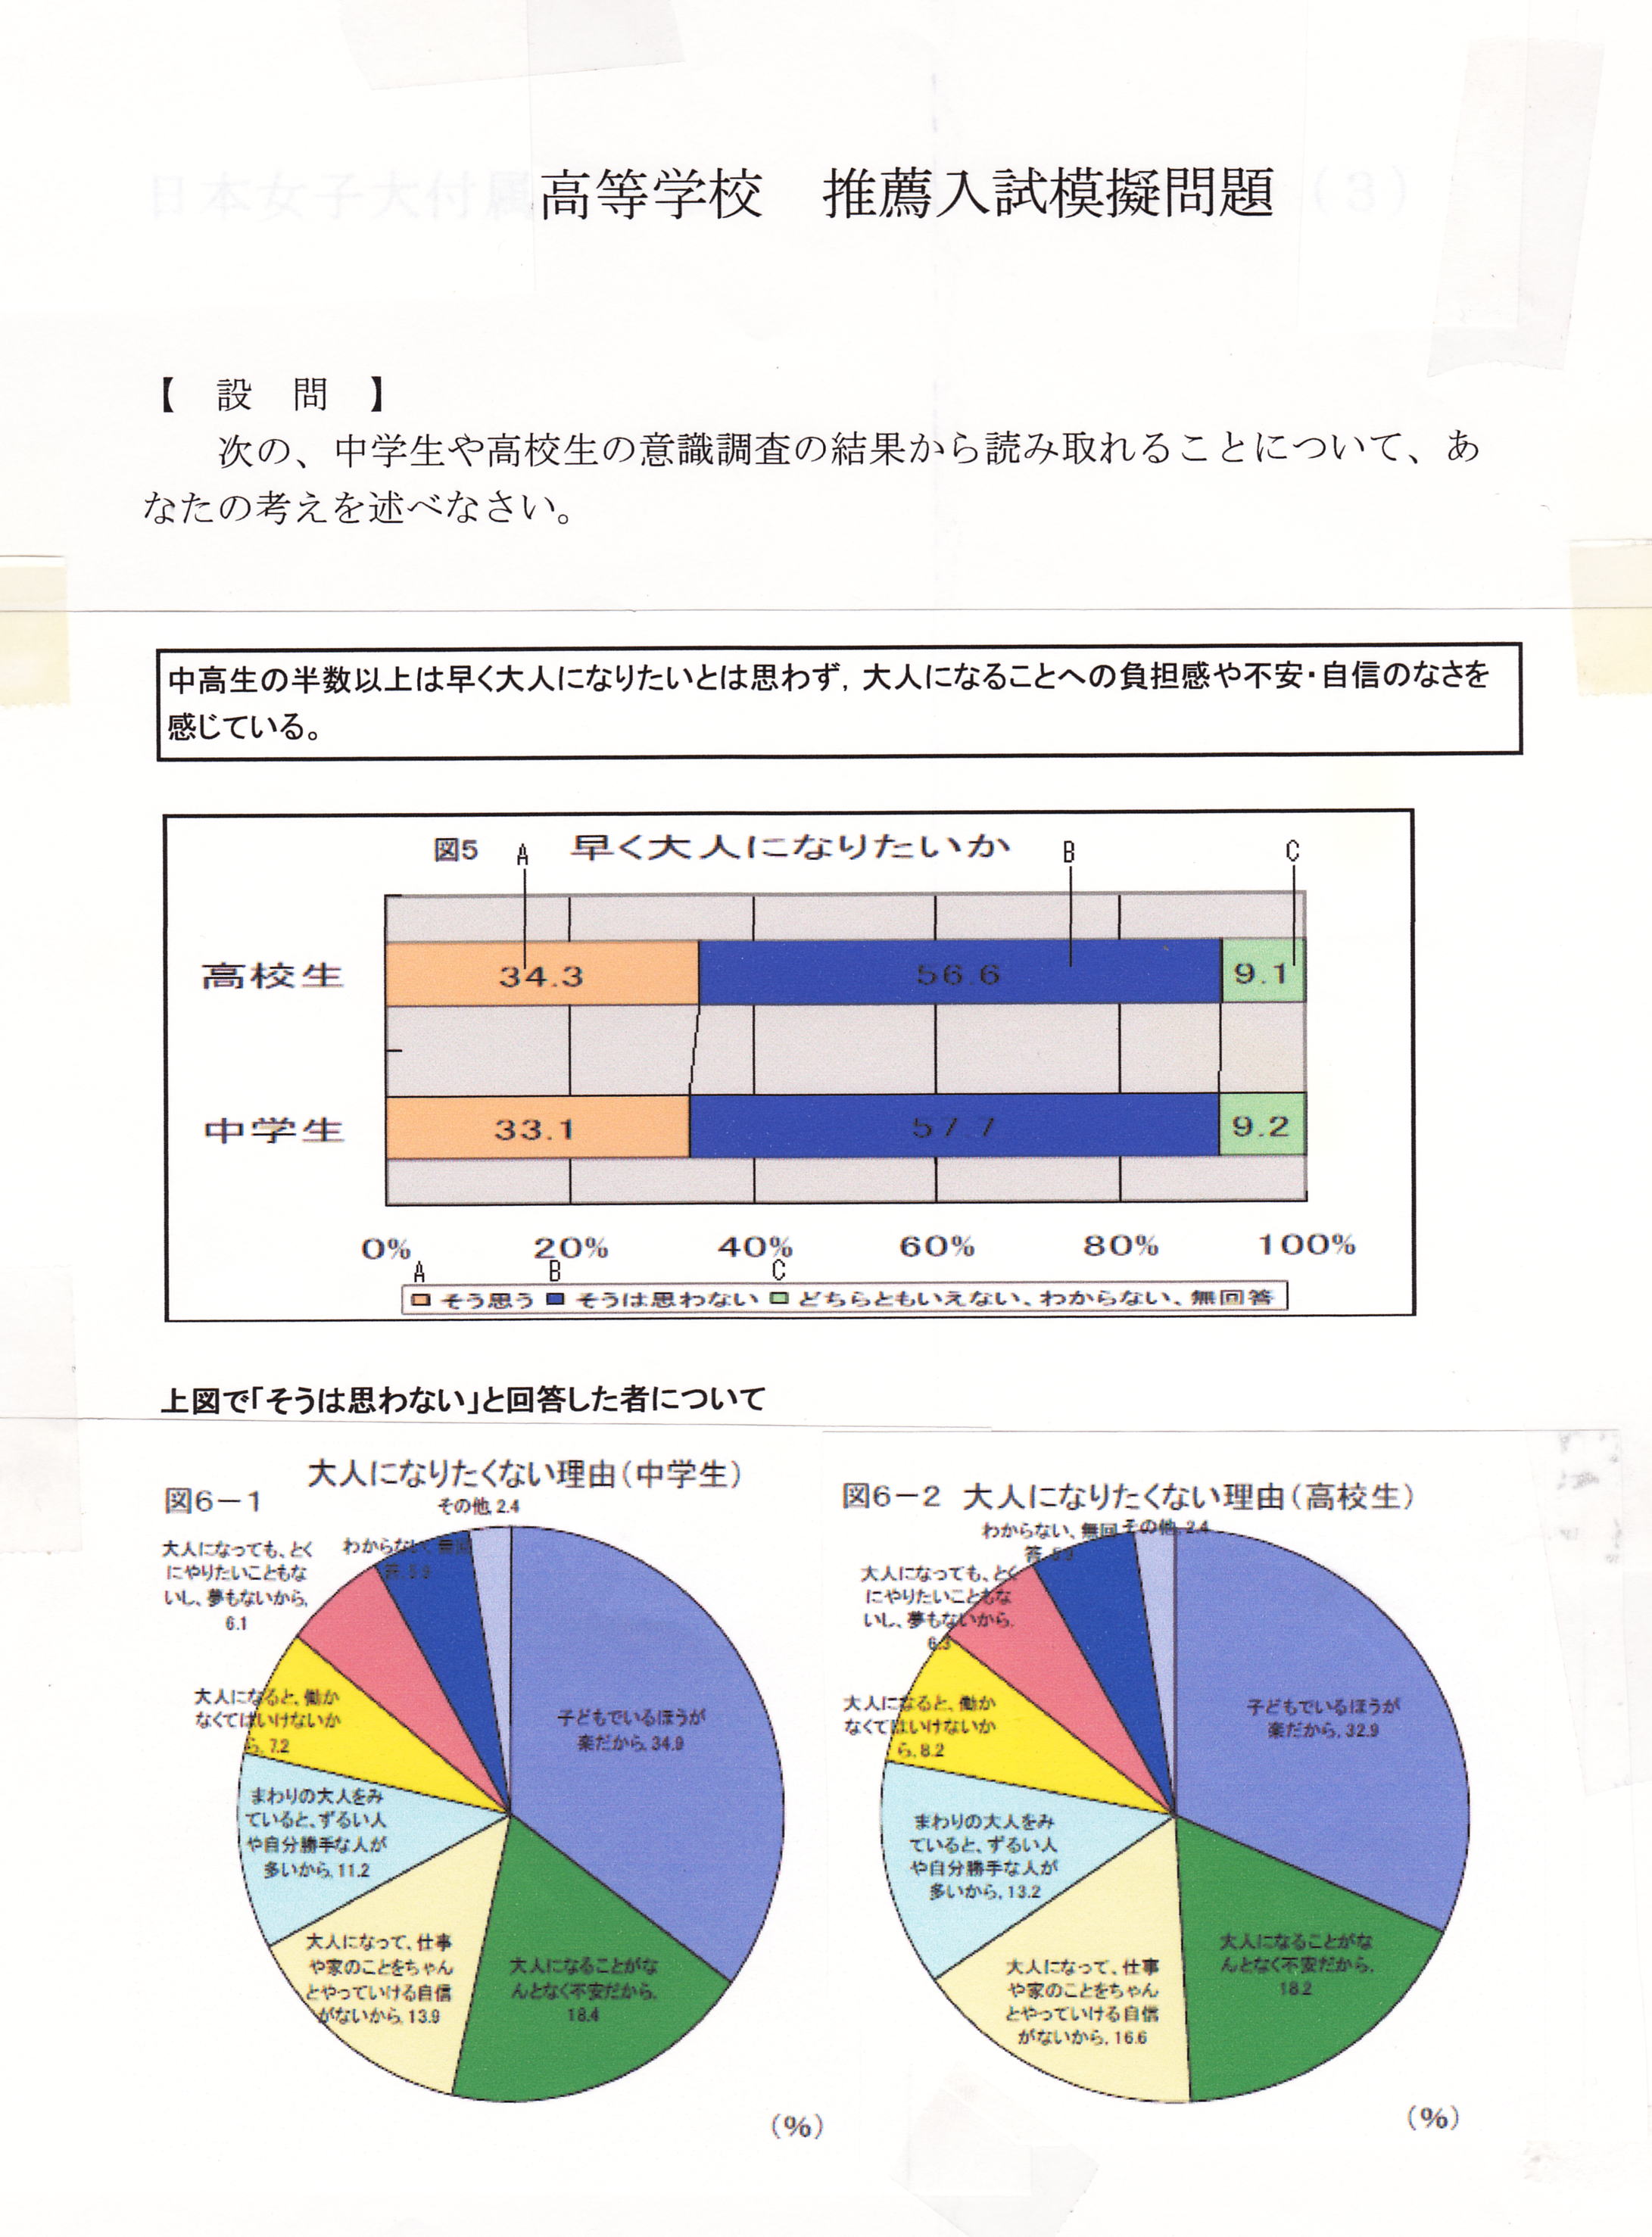 日本女子大付属高等学校　推薦入試模擬問題（3）
【　設　問　】
次の、中学生や高校生の意識調査の結果から読み取れることについて、あ
なたの考えを述べなさい。
中高生の半数以上は早く大人になりたいとは思わず，大人になることへの負担感や不安・自信のなさを
感じている。
図5　早く大人になりたいか
A
B
C
高校生
34.3
56.6
9.1
中学生
33.1
57.7
9.2
0%
20%
40%
60%
80%
100%
A
B
C
そう思う
そうは思わない
どちらともいえない、わからない、無回答
上図で「そうは思わない」と回答した者について
図6－1
大人になりたくない理由（中学生）
その他, 2.4
わからない、無回
答, 5.9
大人になっても、とく
にやりたいこともな
いし、夢もないから,
6.1
大人になると、働か
なくてはいけないか
ら, 7.2
まわりの大人をみ
ていると、ずるい人
や自分勝手な人が
多いから, 11.2
大人になって、仕事
や家のことをちゃん
とやっていける自信
がないから, 13.9
大人になることがな
んとなく不安だから,
18.4
子どもでいるほうが
楽だから, 34.9
（%）
図6－2　大人になりたくない理由（高校生）
わからない、無回
答
その他, 2.4
大人になっても、とく
にやりたいこともな
いし、夢もないから,
6.3
大人になると、働か
なくてはいけないか
ら, 8.2
まわりの大人をみ
ていると、ずるい人
や自分勝手な人が
多いから, 13.2
大人になって、仕事
や家のことをちゃん
とやっていける自信
がないから, 16.6
大人になることがな
んとなく不安だから,
18.2
子どもでいるほうが
楽だから, 32.9
（%）